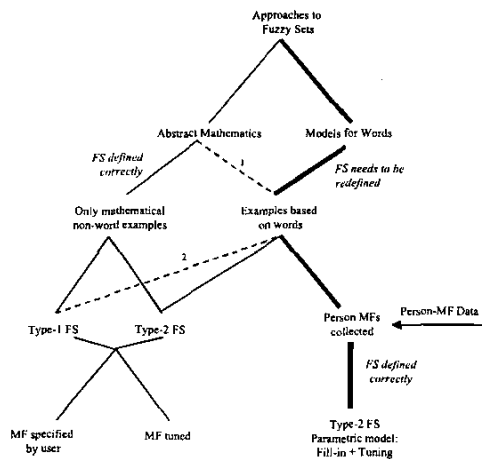 Approaches to
Fuzzy Sets
Abstract Mathematics
Models for Words
FS defined
correctly
1
FS needs to be
redefined
Only mathematical
non-word examples
Examples based
on words
2
Type-1 FS
Type-2 FS
Person MFs
collected
Person-MF Data
FS defined
correctly
MF specified
by user
MF tuned
Type-2 FS
Parametric model:
Fill-in + Tuning